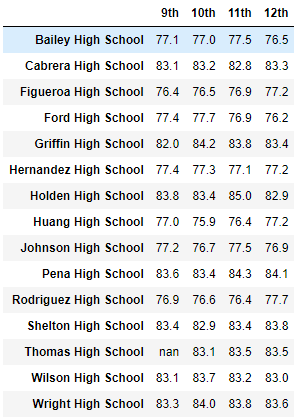 9th 10th 11th 12th
Bailey High School 77.1 77.0 77.5 76.5
Cabrera High School 83.1 83.2 82.8 83.3
Figueroa High School 76.4 76.5 76.9 77.2
Ford High School 77.4 77.7 76.9 76.2
Griffin High School 82.0 84.2 83.8 83.4
Hernandez High School 77.4 77.3 77.1 77.2
Holden High School 83.8 83.4 85.0 82.9
Huang High School 77.0 75.9 76.4 77.2
Johnson High School 77.2 76.7 77.5 76.9
Pena High School 83.6 83.4 84.3 84.1
Rodriguez High School 76.9 76.6 76.4 77.7
Shelton High School 83.4 82.9 83.4 83.8
Thomas High School nan 83.1 83.5 83.5
Wilson High School 83.1 83.7 83.2 83.0
Wright High School 83.3 84.0 83.8 83.6